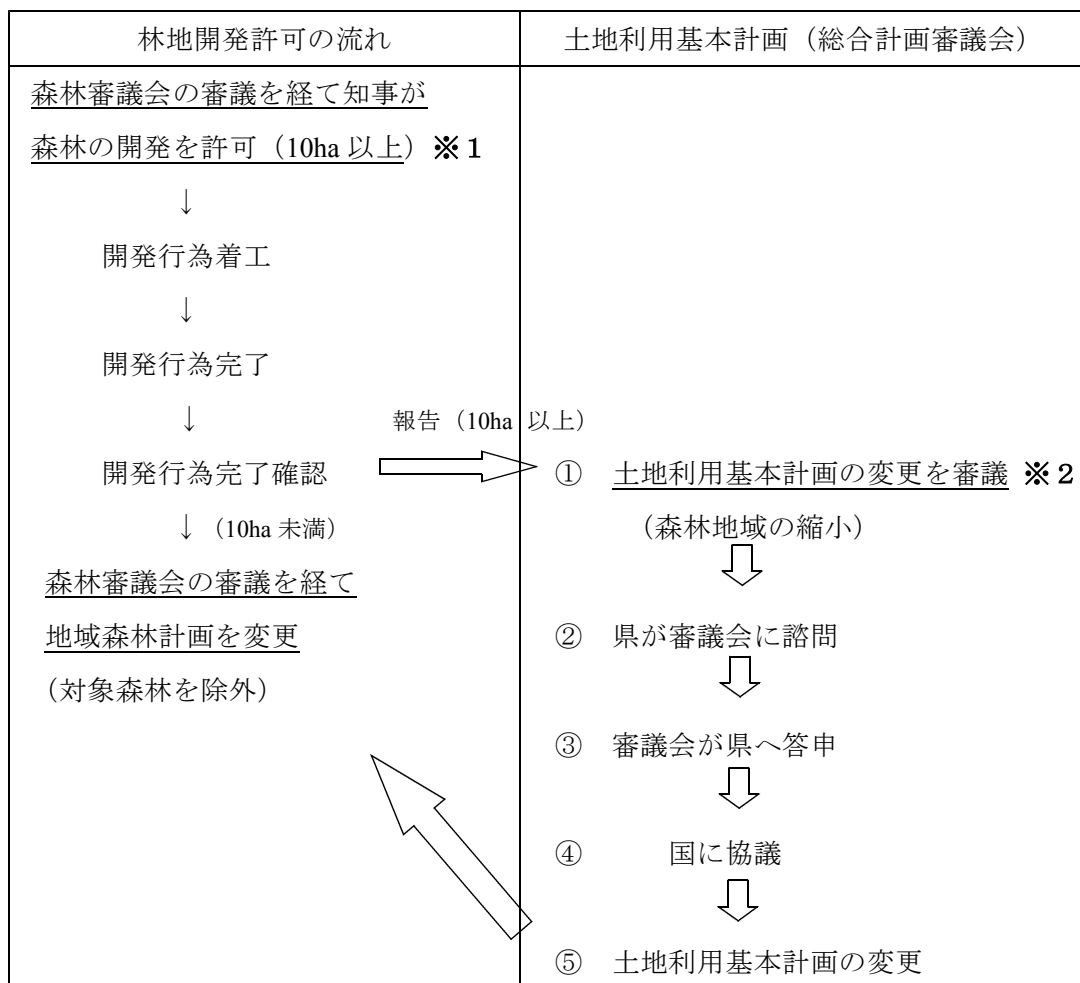 林地開発許可の流れ
土地利用基本計画（総合計画審議会）
森林審議会の審議を経て知事が
森林の開発を許可（10ha 以上）※１
↓
開発行為着工
↓
開発行為完了
↓
報告（10ha 以上）
開発行為完了確認
↓（10ha 未満）
森林審議会の審議を経て
地域森林計画を変更
（対象森林を除外）
① 土地利用基本計画の変更を審議 ※２
（森林地域の縮小）
② 県が審議会に諮問
③ 審議会が県へ答申
④ 国に協議
⑤ 土地利用基本計画の変更